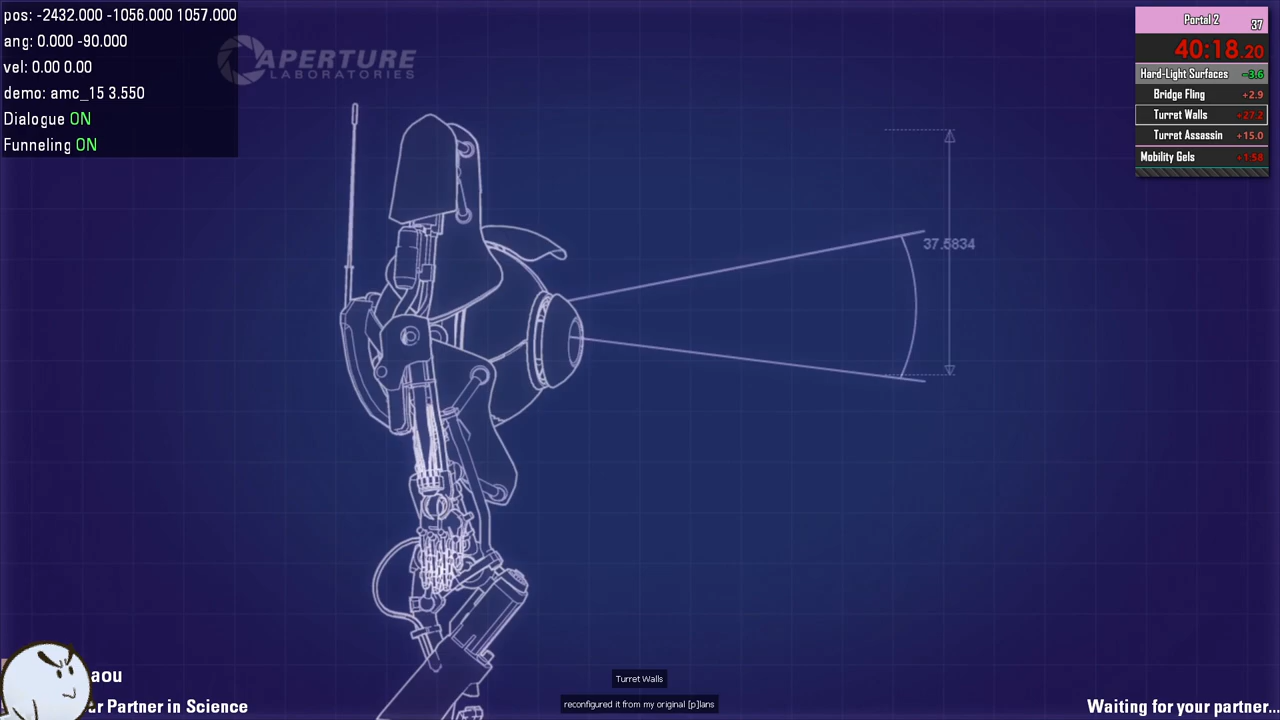 pos: -2432.000 -1056.000 1057.000
ang: 0.000 -90.000
vel: 0.00 0.00
demo: amc_15 3.550
Dialogue ON
Funneling ON
APERTURE
LABORATORIES
37.5834
Portal 2
37
40:18.20
Hard-Light Surfaces -3.6
Bridge Fling +2.9
Turret Walls +27.2
Turret Assassin +15.0
Mobility Gels +1.58
aou
ur Partner in Science
Turret Walls
reconfigured it from my original [p]lans
Waiting for your partner...